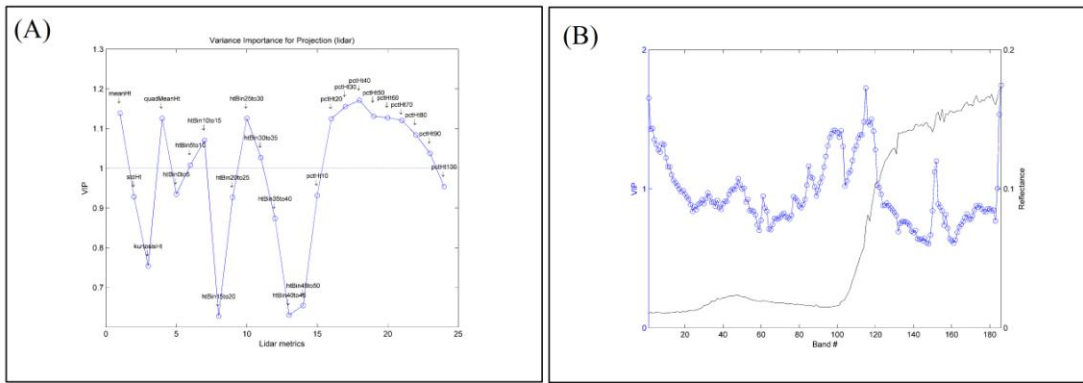 (A)
Variance Importance for Projection (lidar)
1.3
1.2
1.1
1
0.9
0.8
0.7
VIP
meanHt
stdHt
kurtosisHt
quadMeanHt
htBin0to5
htBin5to10
htBin10to15
htBin15to20
htBin20to25
htBin25to30
htBin30to35
htBin35to40
htBin40to45
htBin45to50
pctHt10
pctHt20
pctHt30
pctHt40
pctHt50
pctHt60
pctHt70
pctHt80
pctHt90
pctHt100
0 5 10 15 20 25
Lidar metrics
(B)
2
1
0
VIP
0.2
0.1
0
Reflectance
20 40 60 80 100 120 140 160 180
Band #